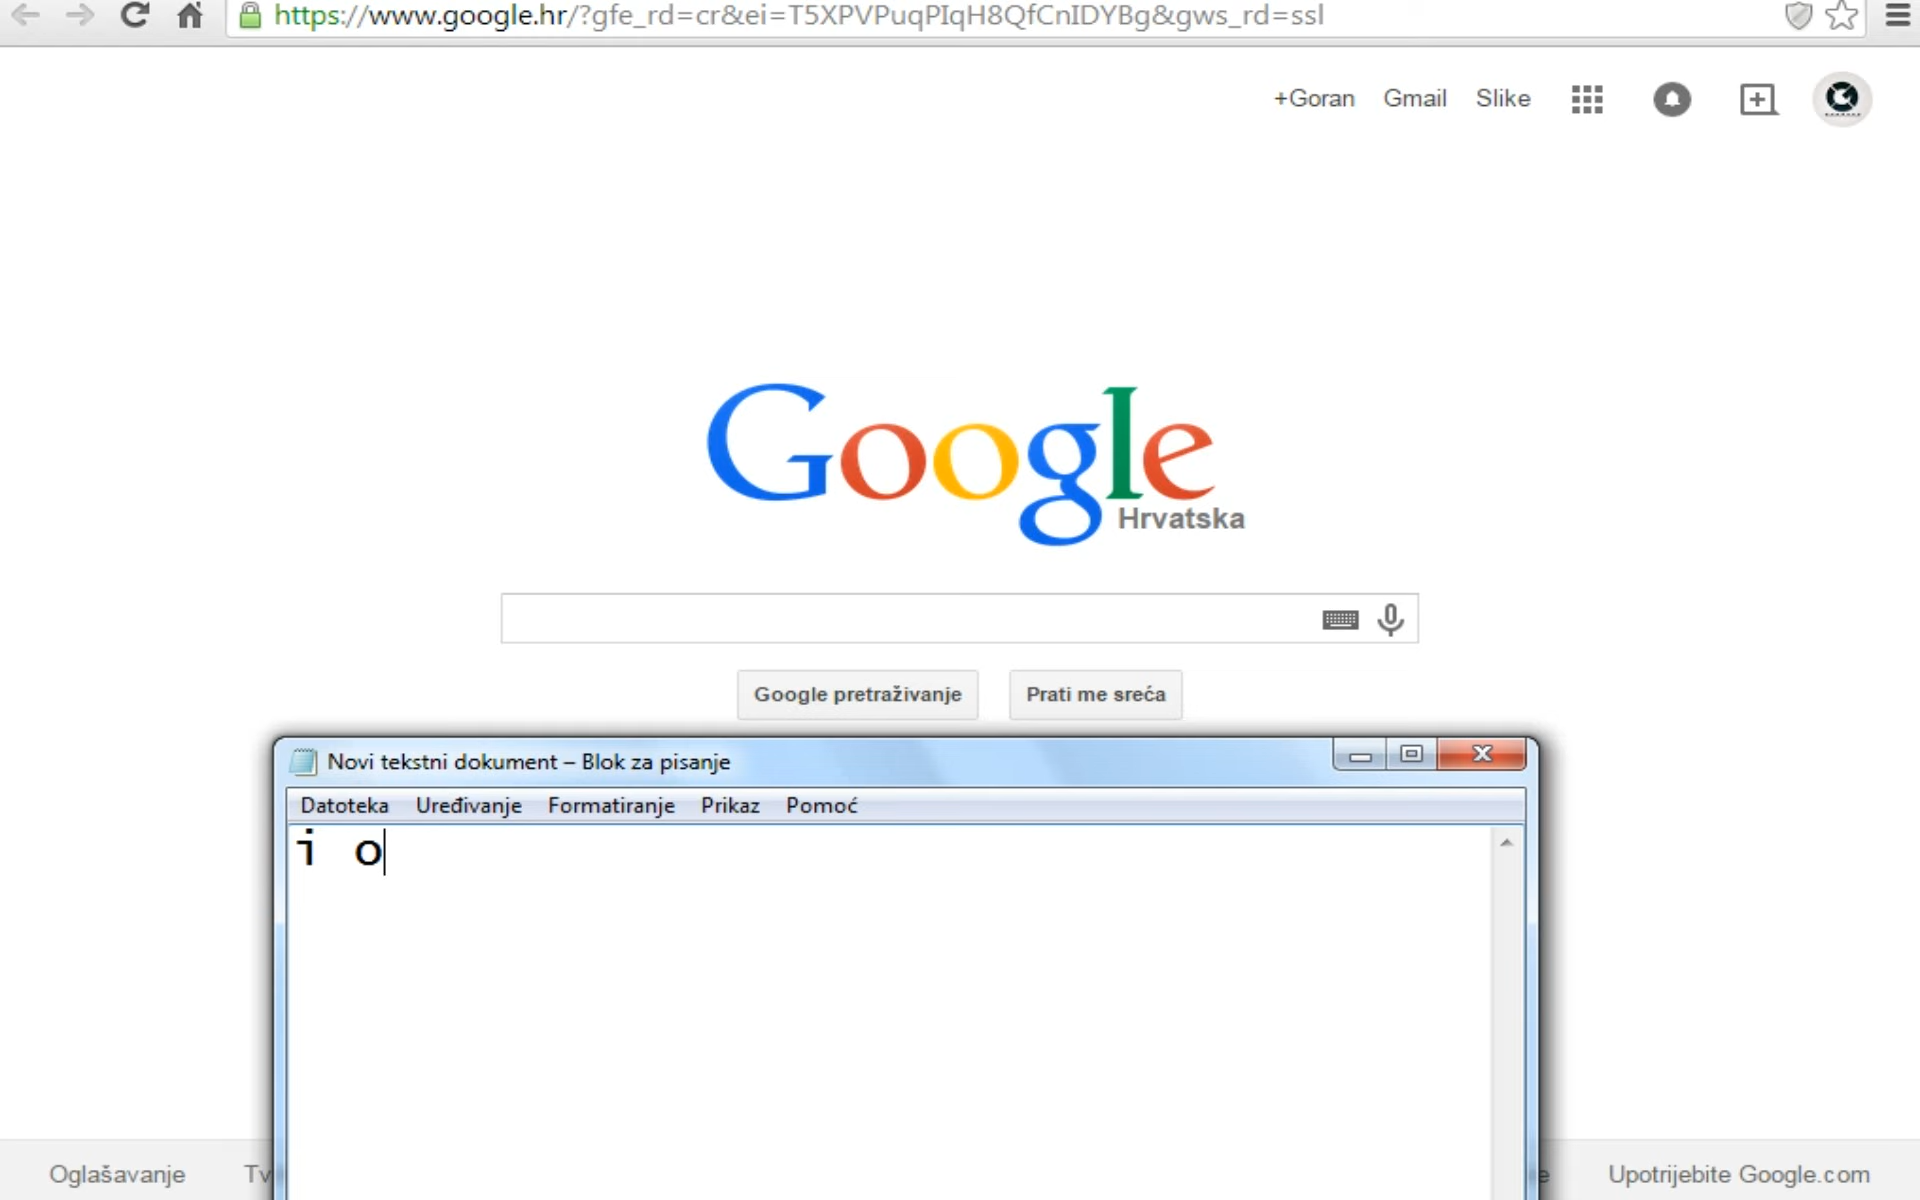 https://www.google.hr/?gfe_rd=cr&ei=T5XPVPuqPIqH8QfCnIDYBg&gws_rd=ssl
+Goran Gmail Slike
Google
Hrvatska
Google pretraživanje Prati me sreća
Novi tekstni dokument – Blok za pisanje
Datoteka Uređivanje Formatiranje Prikaz Pomoć
i o
Oglašavanje Upotrijebite Google.com